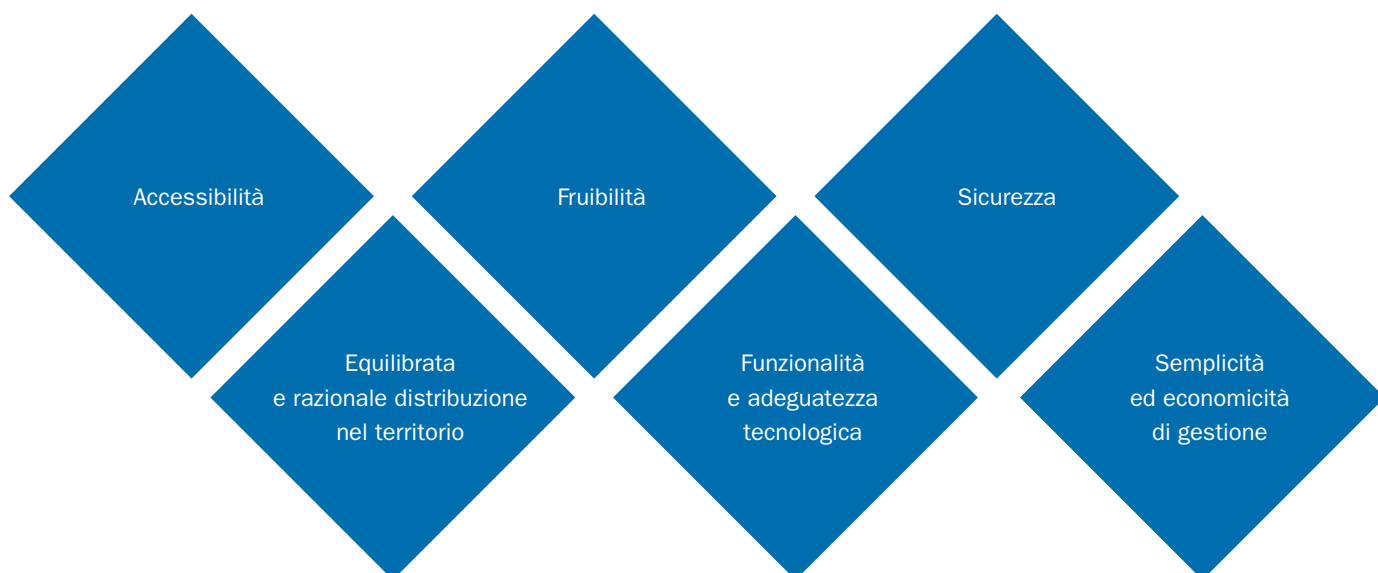 Accessibilità
Fruibilità
Sicurezza
Equilibrata
e razionale distribuzione
nel territorio
Funzionalità
e adeguatezza
tecnologica
Semplicità
ed economicità
di gestione